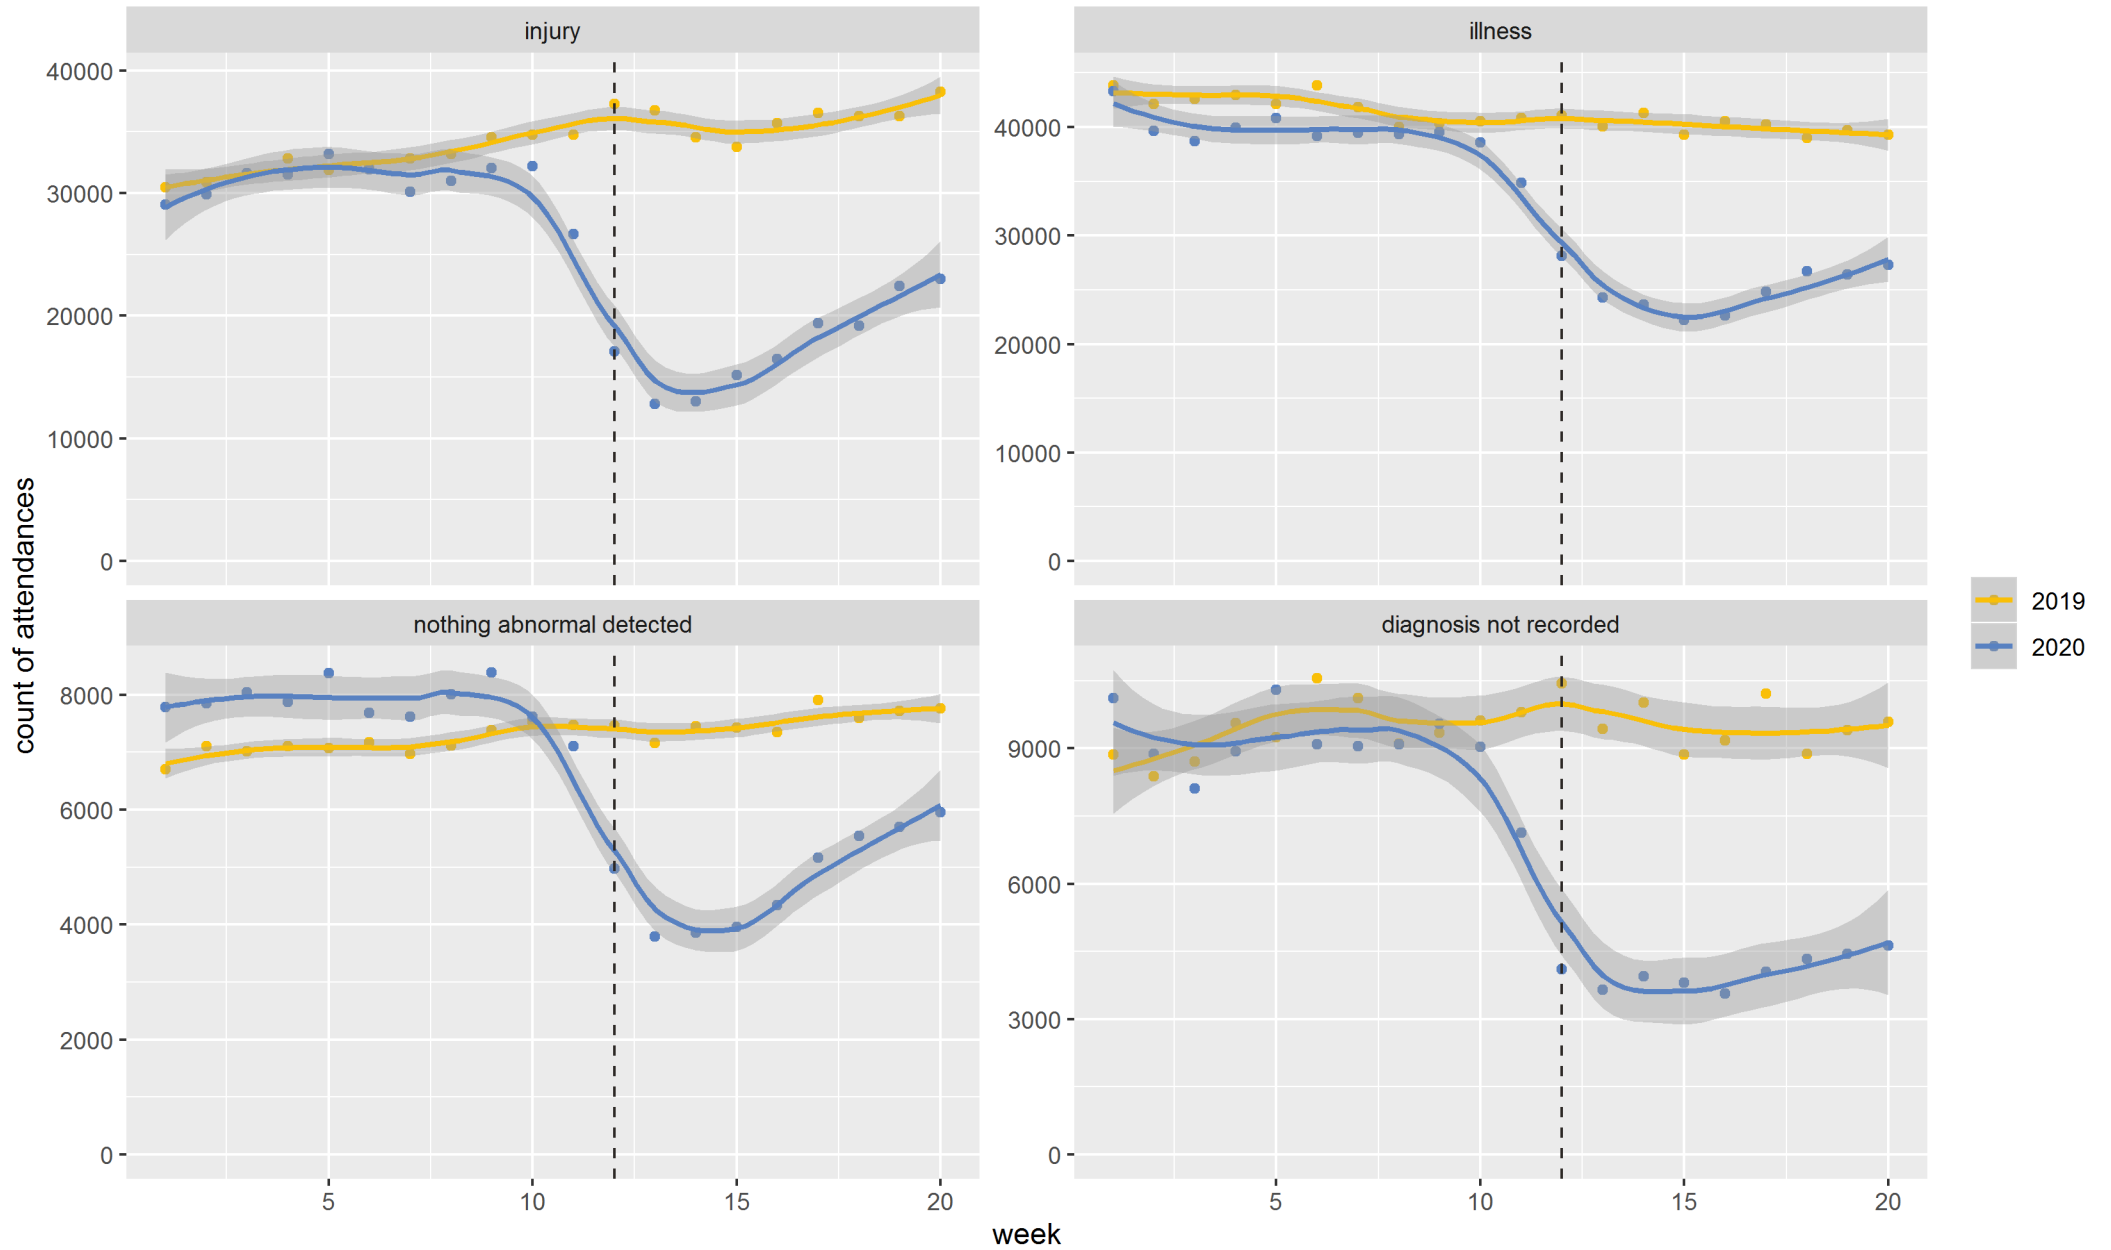 injury
illness
40000
30000
20000
10000
0
40000
30000
20000
10000
0
nothing abnormal detected
diagnosis not recorded
8000
6000
4000
2000
0
9000
6000
3000
0
5 10 15 20
5 10 15 20
week
count of attendances
2019
2020